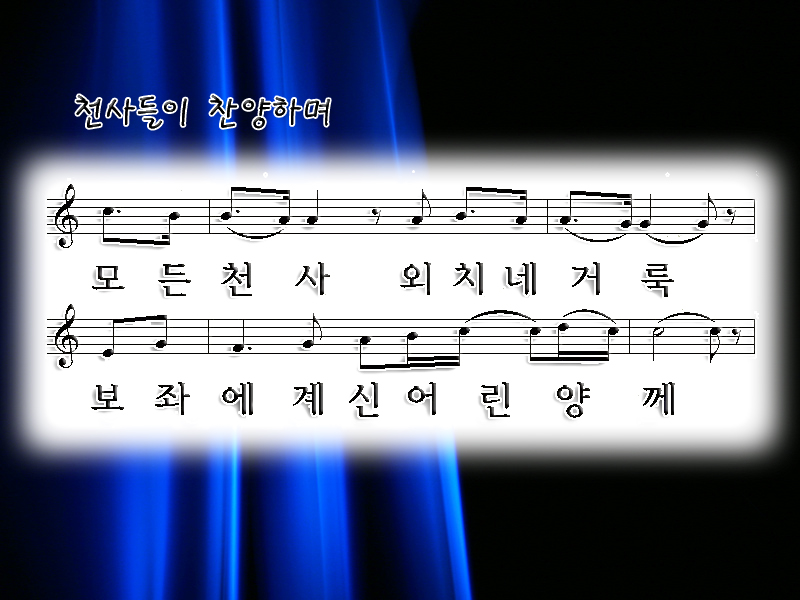 천사들이 찬양하며
모 든 천 사 외 치 네 거 룩
보 좌 에 계 신 어 린 양 께